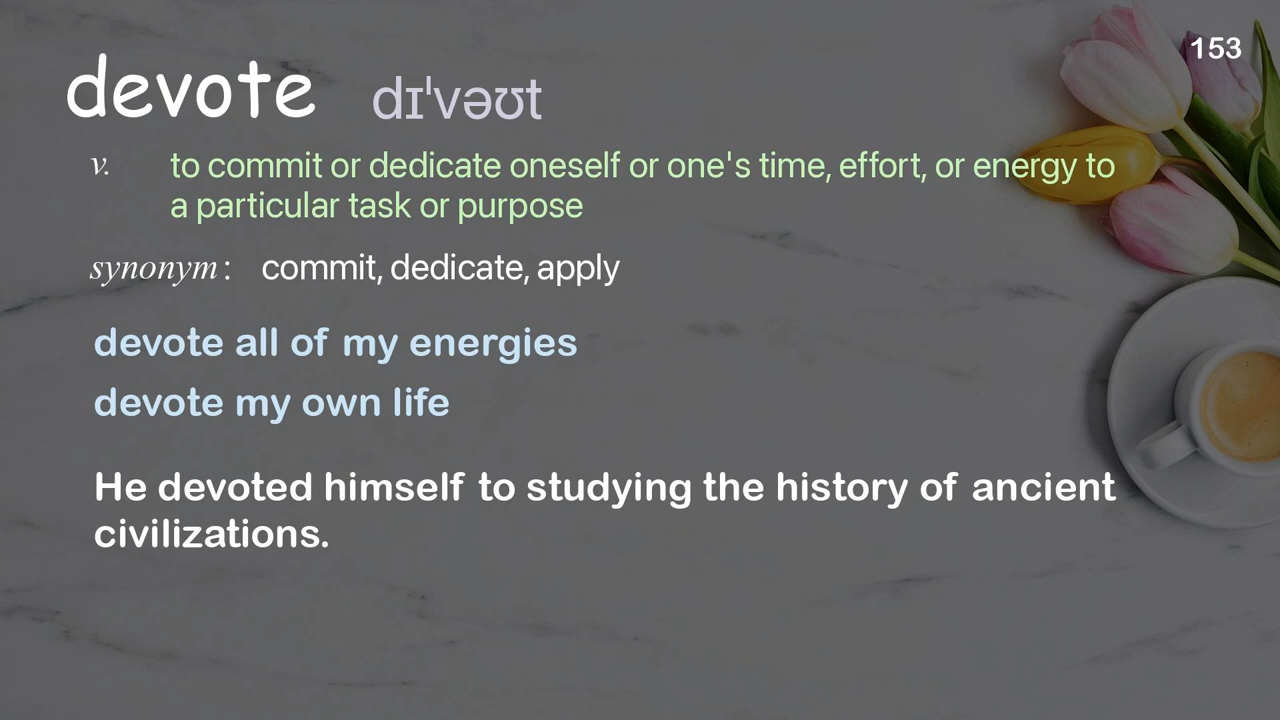 153
devote dɪˈvəʊt
v. to commit or dedicate oneself or one's time, effort, or energy to
a particular task or purpose
synonym: commit, dedicate, apply
devote all of my energies
devote my own life
He devoted himself to studying the history of ancient
civilizations.